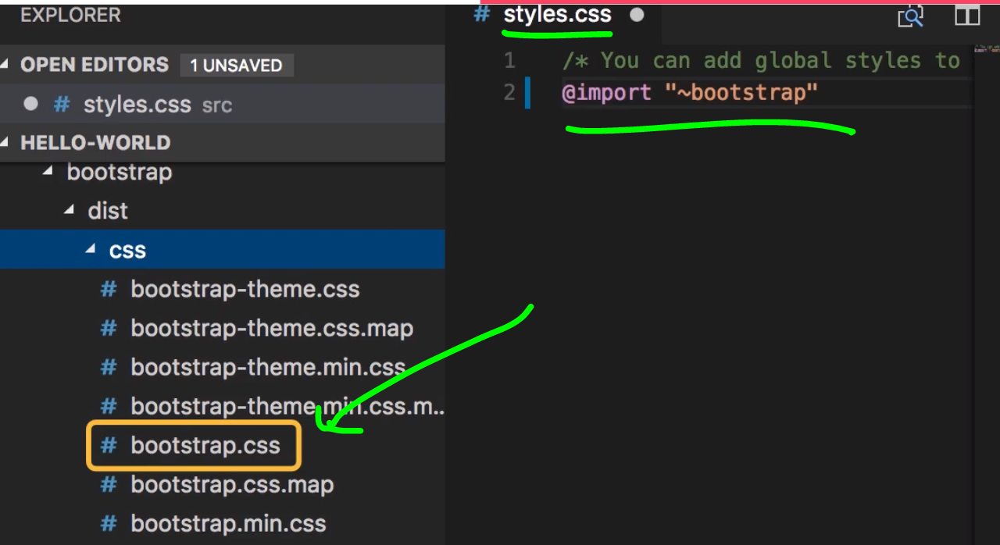 EXPLORER
OPEN EDITORS 1 UNSAVED
# styles.css src
HELLO-WORLD
bootstrap
dist
css
# bootstrap-theme.css
# bootstrap-theme.css.map
# bootstrap-theme.min.css
# bootstrap-theme.min.css.m..
# bootstrap.css
# bootstrap.css.map
# bootstrap.min.css
# styles.css
1 /* You can add global styles to
2 @import "~bootstrap"